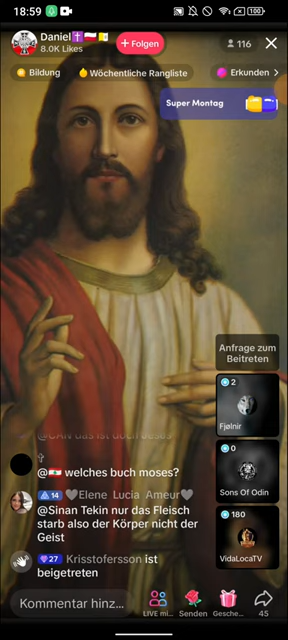 18:59
100
Daniel✝️🇵🇱🇻🇦
8.0K Likes
+ Folgen
116
Bildung
Wöchentliche Rangliste
Erkunden
Super Montag
Anfrage zum
Beitreten
2
Fjølnir
0
Sons Of Odin
180
VidaLocaTV
@CAN das ist doch Jesus
✞
@🇱🇧 welches buch moses?
14 🩶Elene Lucia Ameur🩶
@Sinan Tekin nur das Fleisch
starb also der Körper nicht der
Geist
27 Krisstofersson ist
beigetreten
Kommentar hinz...
LIVE mi...
Senden
Gesche...
45